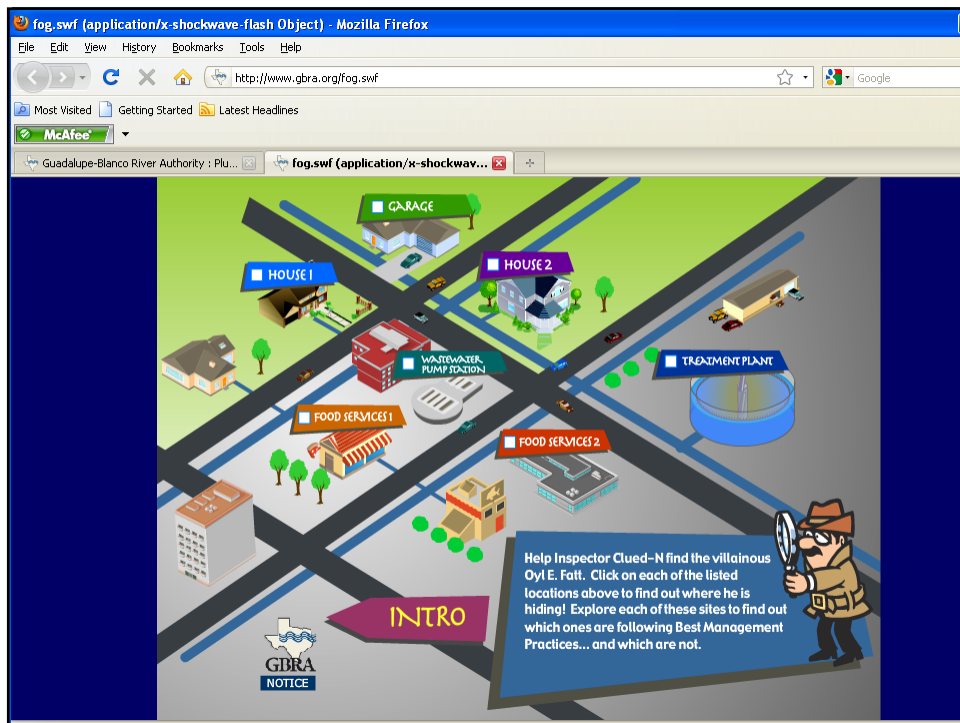 fog.swf (application/x-shockwave-flash Object) - Mozilla Firefox
File Edit View History Bookmarks Tools Help
http://www.gbra.org/fog.swf
Google
Most Visited Getting Started Latest Headlines
McAfee
Guadalupe-Blanco River Authority : Plu...
fog.swf (application/x-shockwav...
GARAGE
HOUSE 1
HOUSE 2
WASTEWATER
PUMP STATION
TREATMENT PLANT
FOOD SERVICES 1
FOOD SERVICES 2
Help Inspector Clued-N find the villainous
Oyl E. Fatt. Click on each of the listed
locations above to find out where he is
hiding! Explore each of these sites to find out
which ones are following Best Management
Practices... and which are not.
INTRO
GBRA
NOTICE